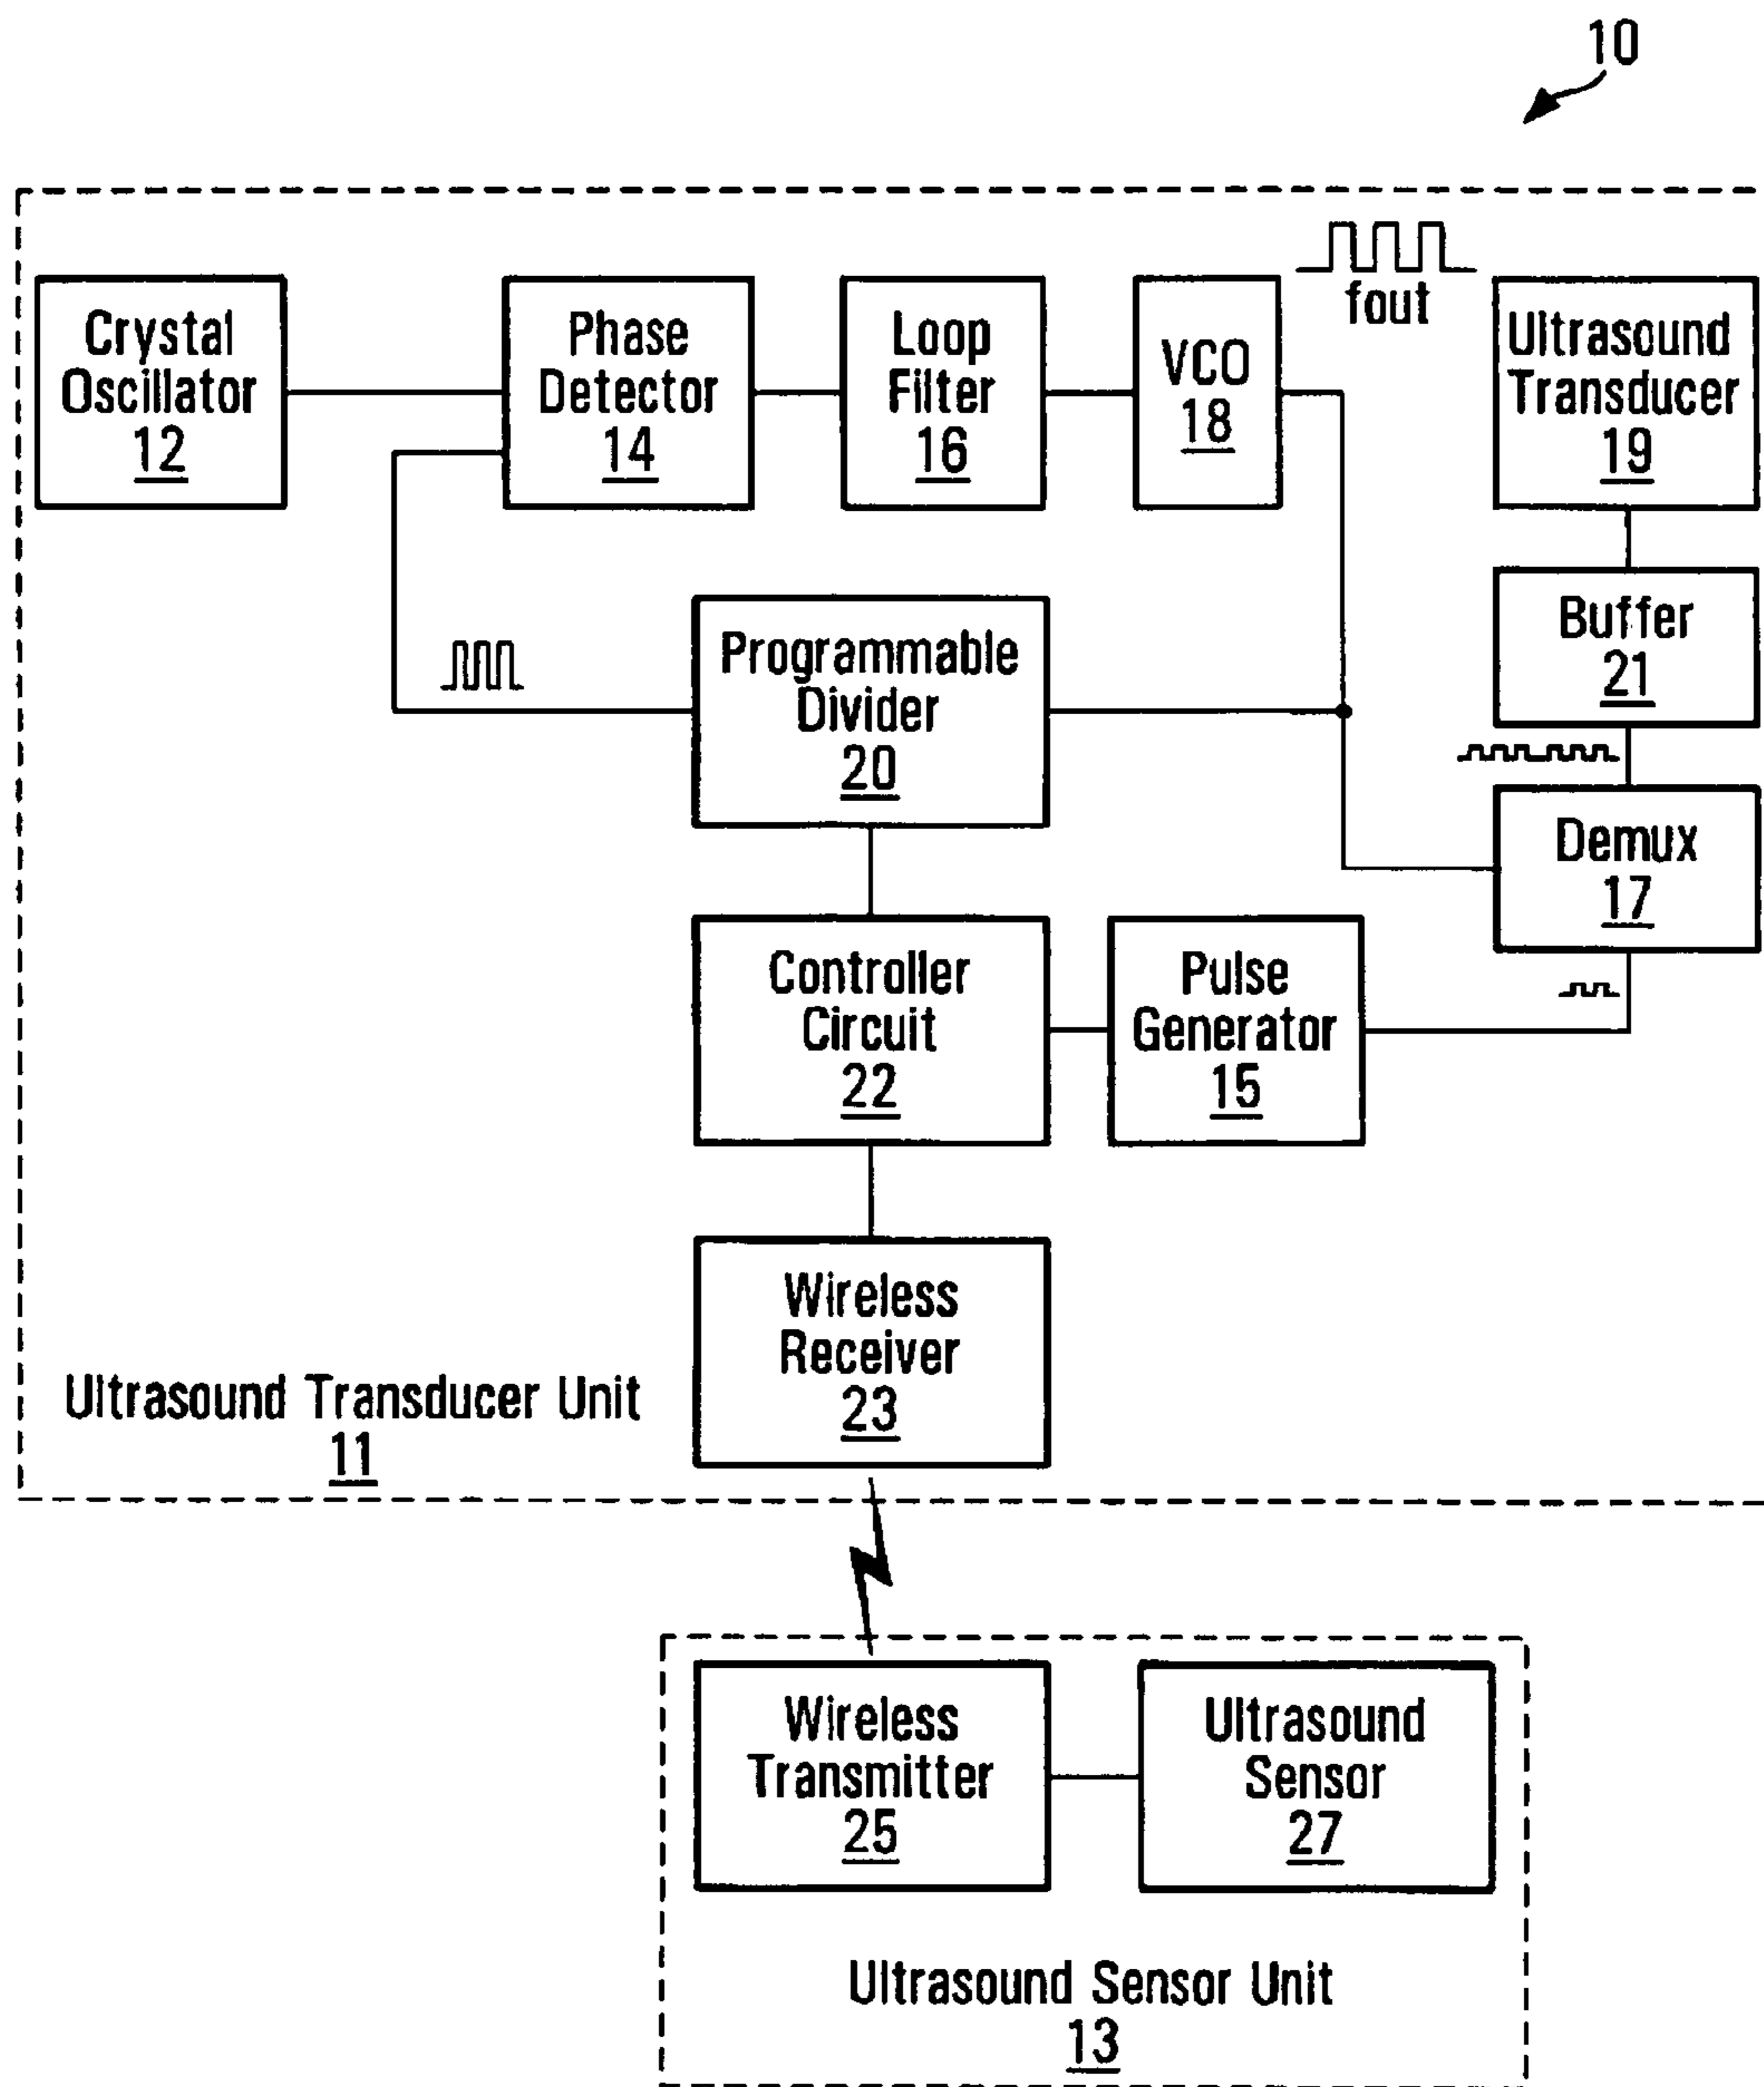 10
Crystal
Oscillator
12
Phase
Detector
14
Loop
Filter
16
VCO
18
fout
Ultrasound
Transducer
19
Programmable
Divider
20
Buffer
21
Demux
17
Controller
Circuit
22
Pulse
Generator
15
Wireless
Receiver
23
Ultrasound Transducer Unit
11
Wireless
Transmitter
25
Ultrasound
Sensor
27
Ultrasound Sensor Unit
13